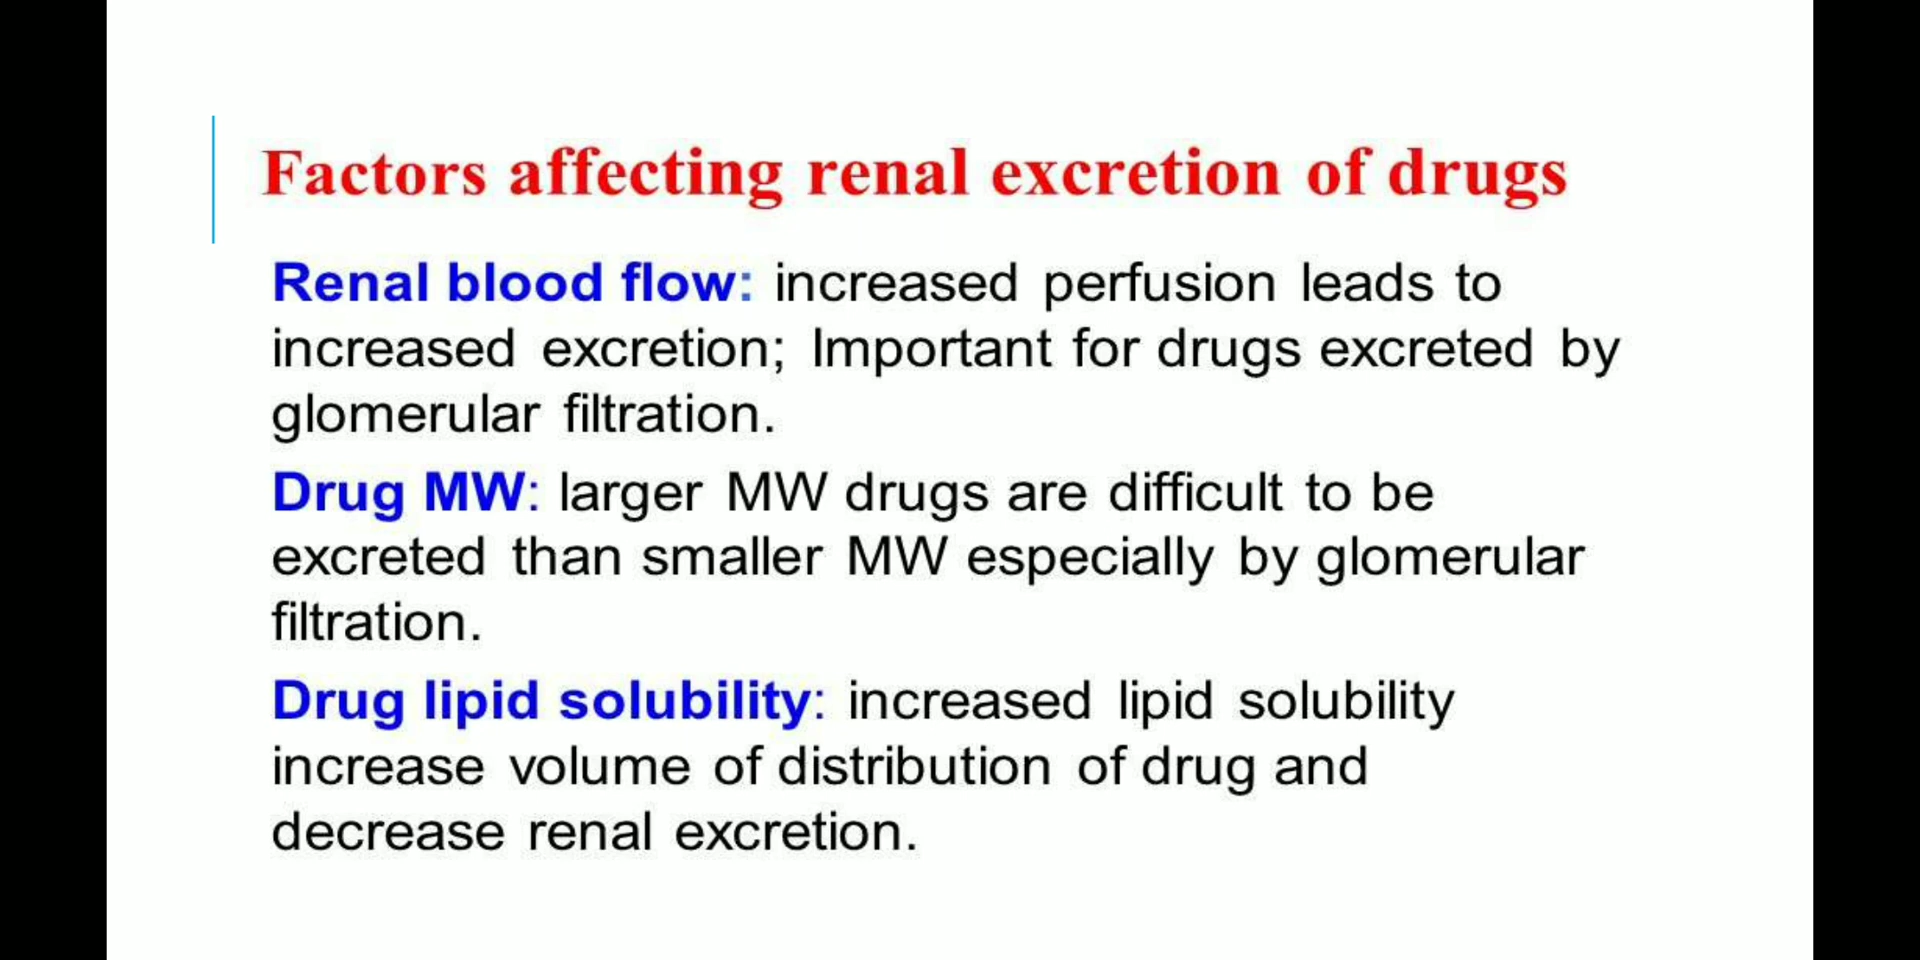 Factors affecting renal excretion of drugs
Renal blood flow: increased perfusion leads to
increased excretion; Important for drugs excreted by
glomerular filtration.
Drug MW: larger MW drugs are difficult to be
excreted than smaller MW especially by glomerular
filtration.
Drug lipid solubility: increased lipid solubility
increase volume of distribution of drug and
decrease renal excretion.